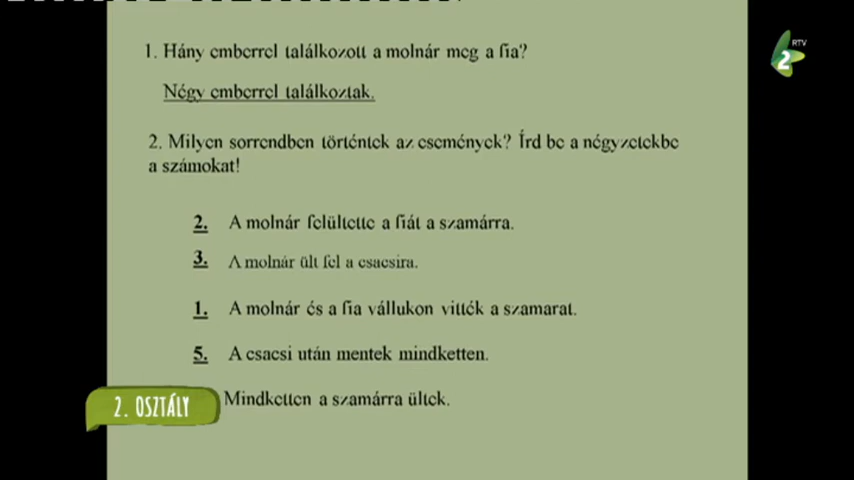 RTV
2
1. Hány emberrel találkozott a molnár meg a fia?
Négy emberrel találkoztak.
2. Milyen sorrendben történtek az események? Írd be a négyzetekbe
a számokat!
2. A molnár felültette a fiát a szamárra.
3. A molnár ült fel a csacsira.
1. A molnár és a fia vállukon vitték a szamarat.
5. A csacsi után mentek mindketten.
Mindketten a szamárra ültek.
2. OSZTÁLY